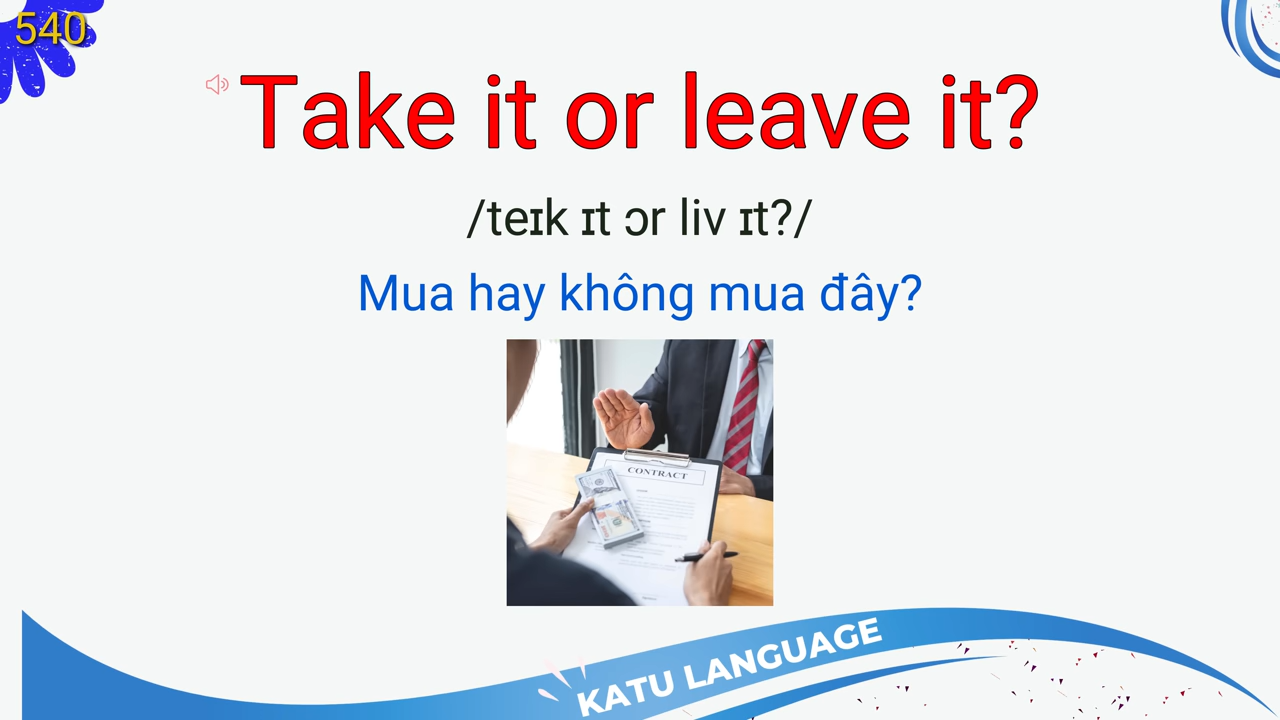 540
Take it or leave it?
/teɪk ɪt ɔr liv ɪt?/
Mua hay không mua đây?
CONTRACT
KATU LANGUAGE